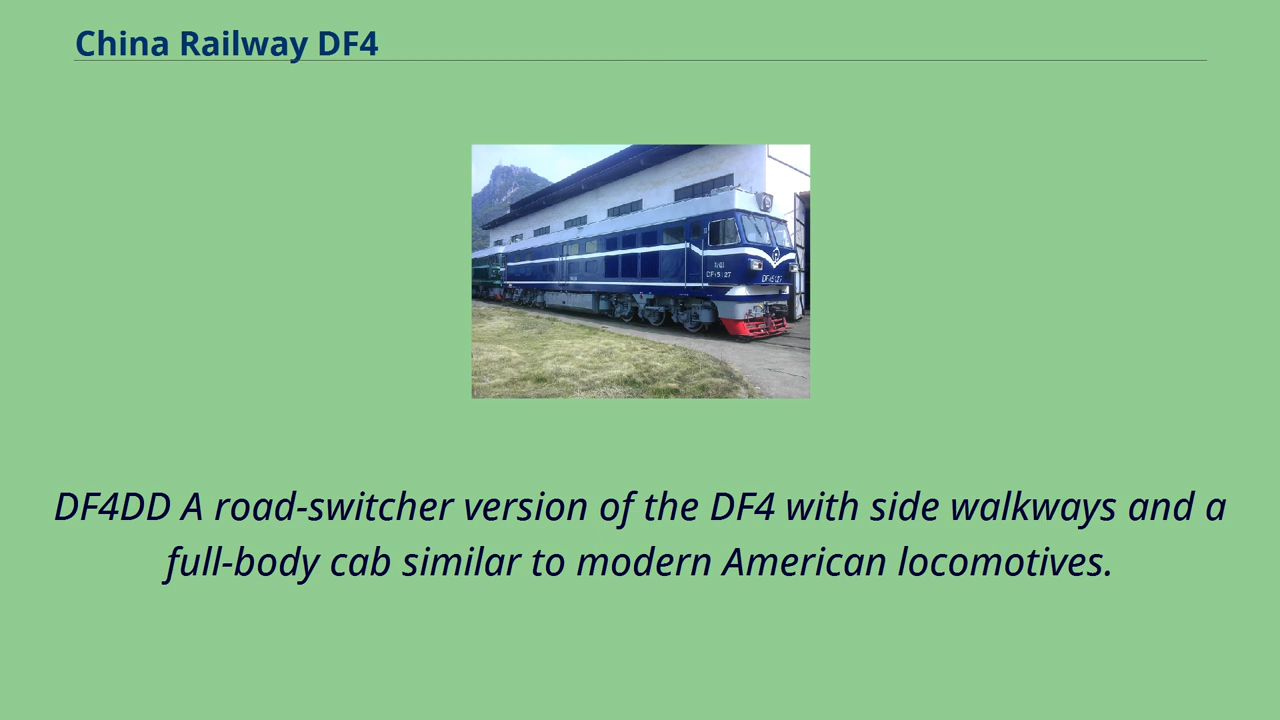 China Railway DF4
DF4DD A road-switcher version of the DF4 with side walkways and a
full-body cab similar to modern American locomotives.